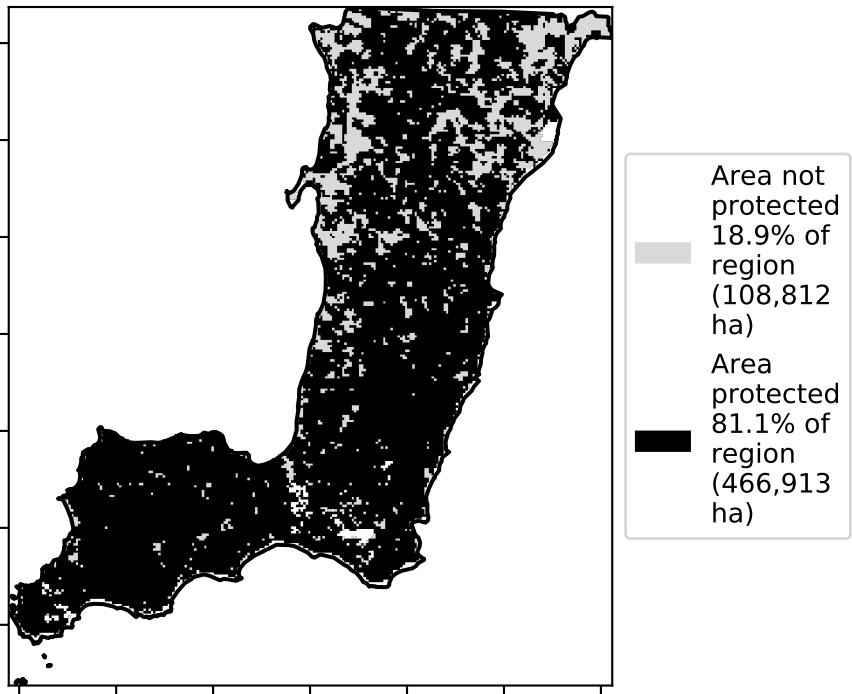 Area not
protected
18.9% of
region
(108,812
ha)
Area
protected
81.1% of
region
(466,913
ha)